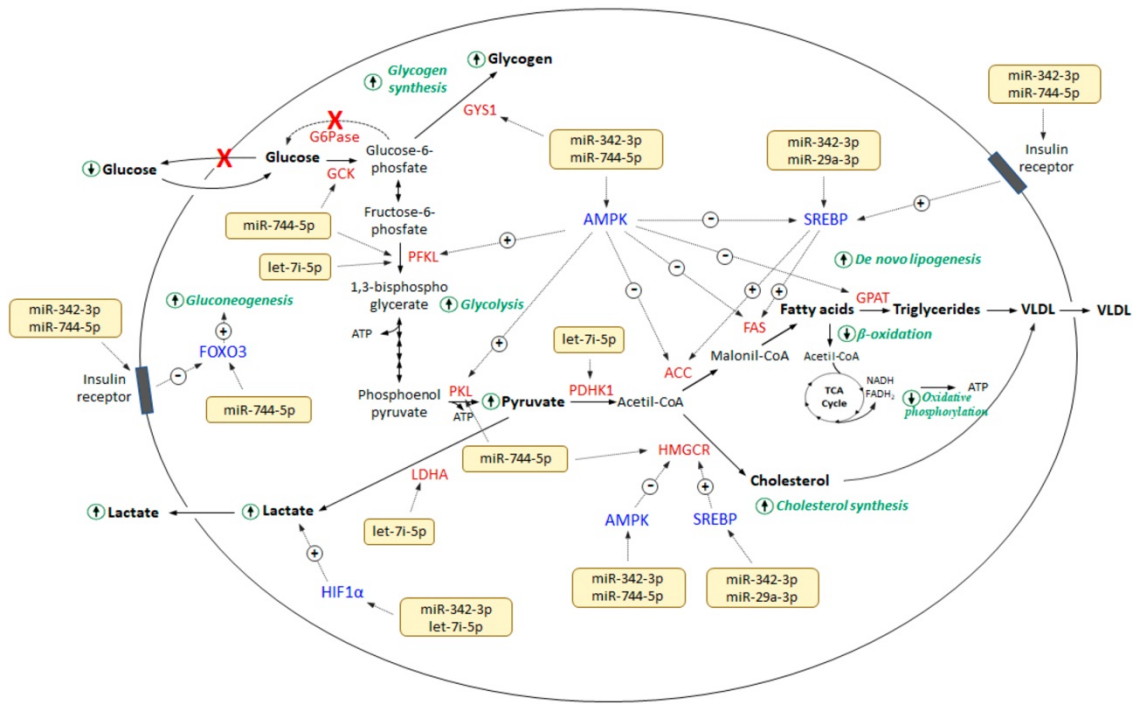 Glycogen
Glycogen
synthesis
miR-342-3p
miR-744-5p
GYS1
X
G6Pase
miR-342-3p
miR-744-5p
miR-342-3p
miR-29a-3p
Insulin
receptor
Glucose
X
Glucose
Glucose-6-
phosfate
GCK
miR-744-5p
Fructose-6-
phosfate
AMPK
-
SREBP
+
let-7i-5p
PFKL
+
-
-
De novo lipogenesis
1,3-bisphospho
glycerate
Glycolysis
Gluconeogenesis
miR-342-3p
miR-744-5p
+
-
+
+
GPAT
Fatty acids
Triglycerides
VLDL
VLDL
ATP
FOXO3
+
let-7i-5p
FAS
β-oxidation
Malonil-CoA
Acetil-CoA
Insulin
receptor
-
miR-744-5p
Phosphoenol
pyruvate
PKL
ATP
Pyruvate
PDHK1
ACC
Acetil-CoA
TCA
Cycle
NADH
FADH2
ATP
Oxidative
phosphorylation
miR-744-5p
HMGCR
LDHA
Cholesterol
Cholesterol synthesis
-
+
Lactate
Lactate
let-7i-5p
AMPK
SREBP
+
HIF1α
miR-342-3p
let-7i-5p
miR-342-3p
miR-744-5p
miR-342-3p
miR-29a-3p